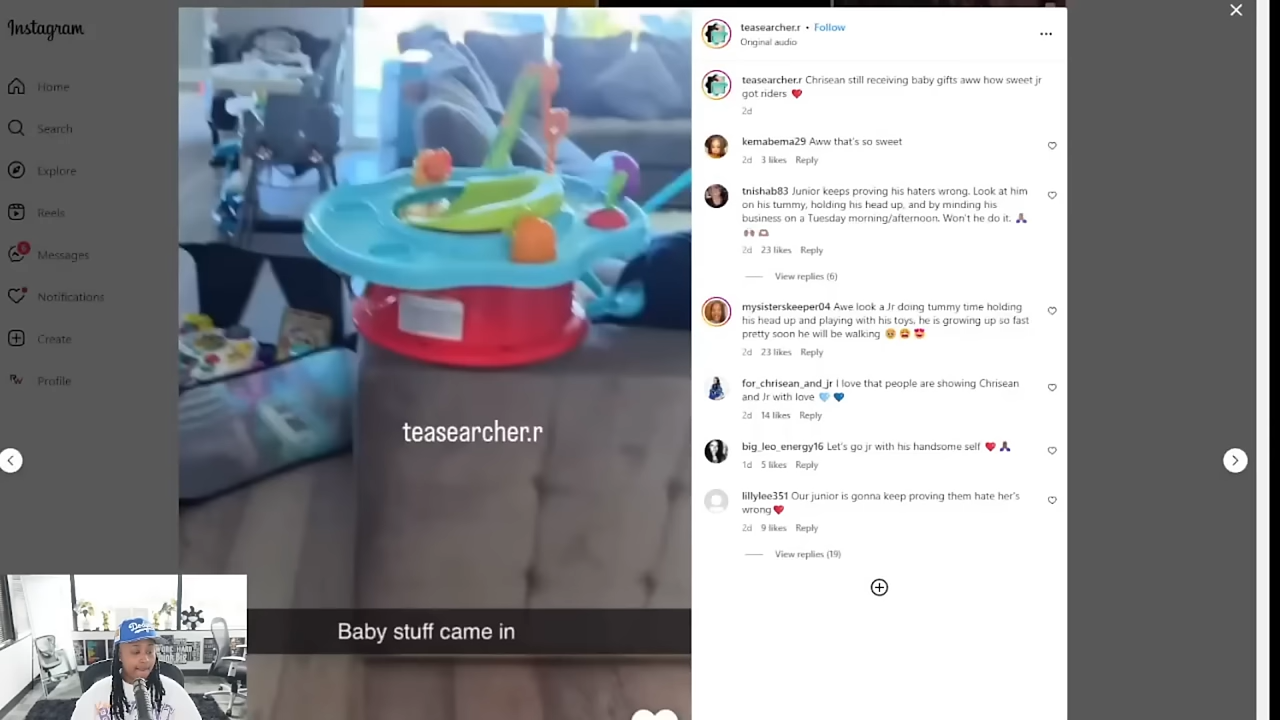 Instagram
Home
Search
Explore
Reels
Messages
Notifications
Create
Profile
teasearcher.r
Baby stuff came in
teasearcher.r • Follow
Original audio
teasearcher.r Chrisean still receiving baby gifts aww how sweet jr
got riders ❤️
2d
kemabema29 Aww that's so sweet
2d 3 likes Reply
tnishab83 Junior keeps proving his haters wrong. Look at him
on his tummy, holding his head up, and by minding his
business on a Tuesday morning/afternoon. Won't he do it.
2d 23 likes Reply
View replies (6)
mysisterskeeper04 Awe look a Jr doing tummy time holding
his head up and playing with his toys, he is growing up so fast
pretty soon he will be walking
2d 23 likes Reply
for_chrisean_and_jr I love that people are showing Chrisean
and Jr with love 🩵💙
2d 14 likes Reply
big_leo_energy16 Let's go jr with his handsome self
1d 5 likes Reply
lillylee351 Our junior is gonna keep proving them hate her's
wrong❤️
2d 9 likes Reply
View replies (19)